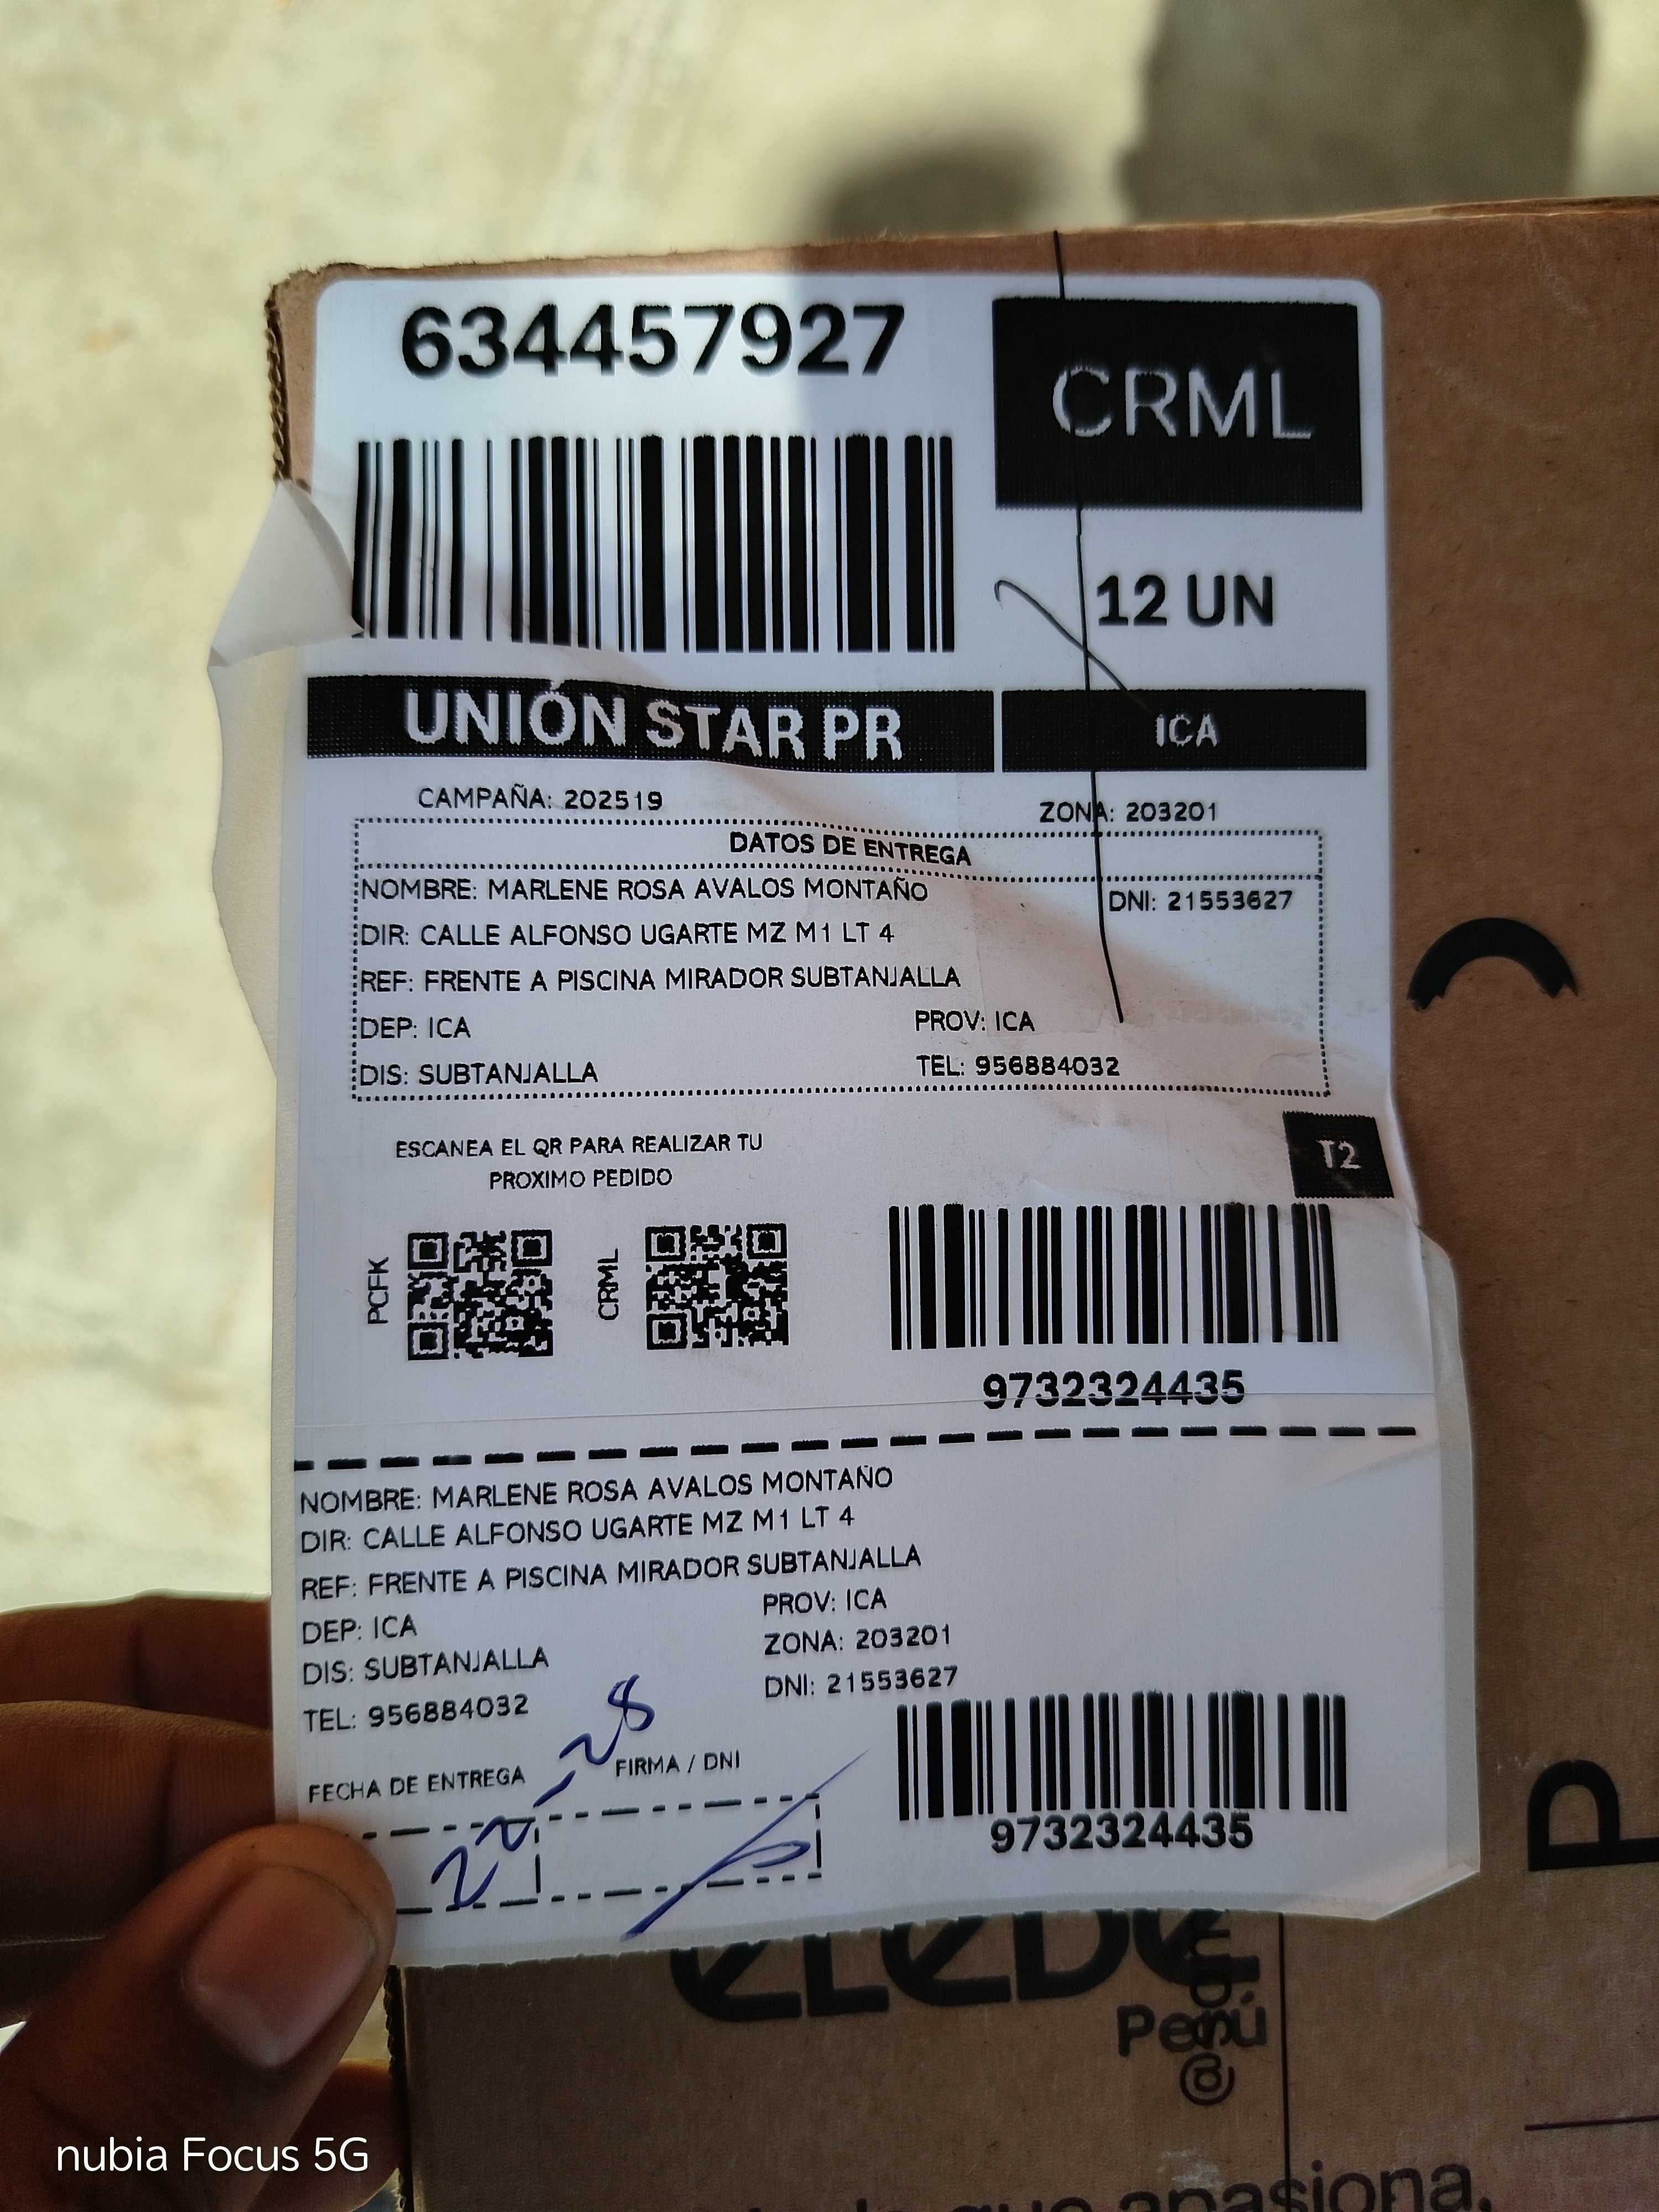 634457927
CRML
12 UN
UNIÓN STAR PR
ICA
CAMPAÑA: 202519
ZONA: 203201
DATOS DE ENTREGA
NOMBRE: MARLENE ROSA AVALOS MONTAÑO
DNI: 21553627
DIR: CALLE ALFONSO UGARTE MZ M1 LT 4
REF: FRENTE A PISCINA MIRADOR SUBTANJALLA
DEP: ICA
PROV: ICA
DIS: SUBTANJALLA
TEL: 956884032
T2
ESCANEA EL QR PARA REALIZAR TU
PROXIMO PEDIDO
PCFK
CRML
9732324435
NOMBRE: MARLENE ROSA AVALOS MONTAÑO
DIR: CALLE ALFONSO UGARTE MZ M1 LT 4
REF: FRENTE A PISCINA MIRADOR SUBTANJALLA
DEP: ICA
PROV: ICA
DIS: SUBTANJALLA
ZONA: 203201
TEL: 956884032
DNI: 21553627
FECHA DE ENTREGA
FIRMA / DNI
9732324435
Perú
que apasiona.
nubia Focus 5G